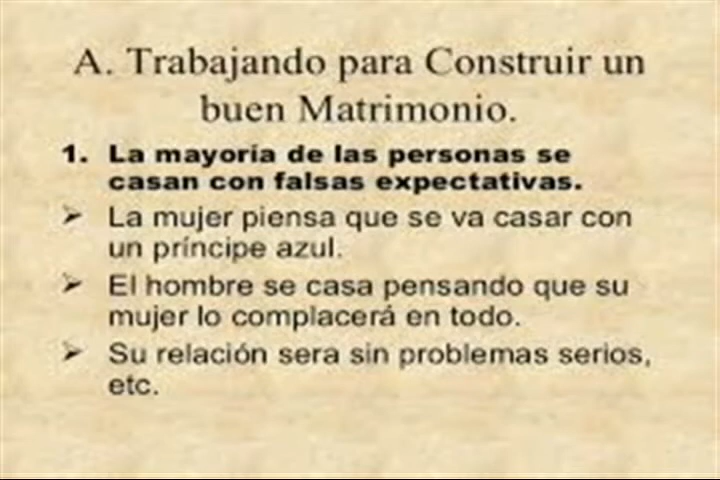 A. Trabajando para Construir un
buen Matrimonio.
1. La mayoría de las personas se
casan con falsas expectativas.
➢ La mujer piensa que se va casar con
un príncipe azul.
➢ El hombre se casa pensando que su
mujer lo complacerá en todo.
➢ Su relación sera sin problemas serios,
etc.